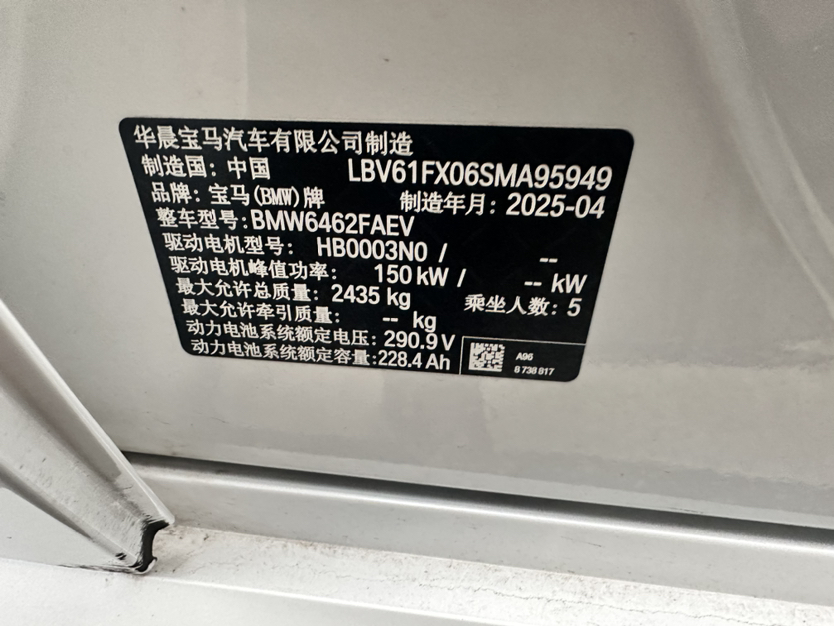 华晨宝马汽车有限公司制造
制造国: 中国 LBV61FX06SMA95949
品牌: 宝马(BMW)牌 制造年月: 2025-04
整车型号:BMW6462FAEV
驱动电机型号: HB0003N0 / --
驱动电机峰值功率: 150 kW / -- kW
最大允许总质量: 2435 kg 乘坐人数: 5
最大允许牵引质量: -- kg
动力电池系统额定电压: 290.9 V
动力电池系统额定容量:228.4 Ah
A96
8 738 817